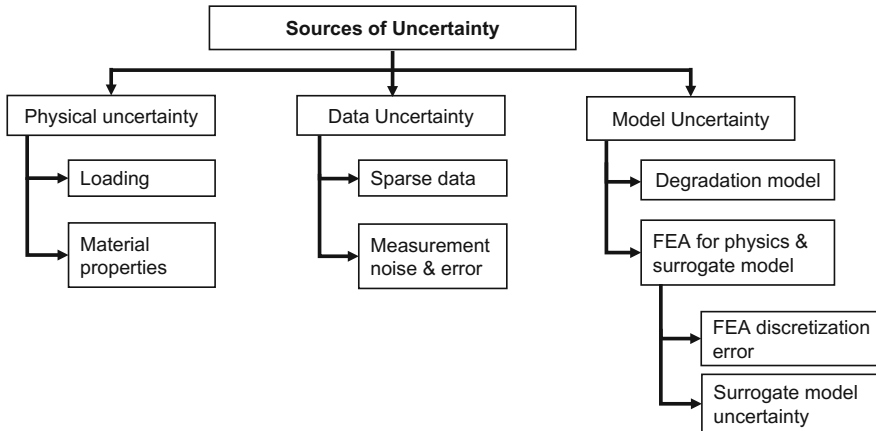 Sources of Uncertainty
Physical uncertainty
Data Uncertainty
Model Uncertainty
Loading
Sparse data
Degradation model
Material
properties
Measurement
noise & error
FEA for physics &
surrogate model
FEA discretization
error
Surrogate model
uncertainty